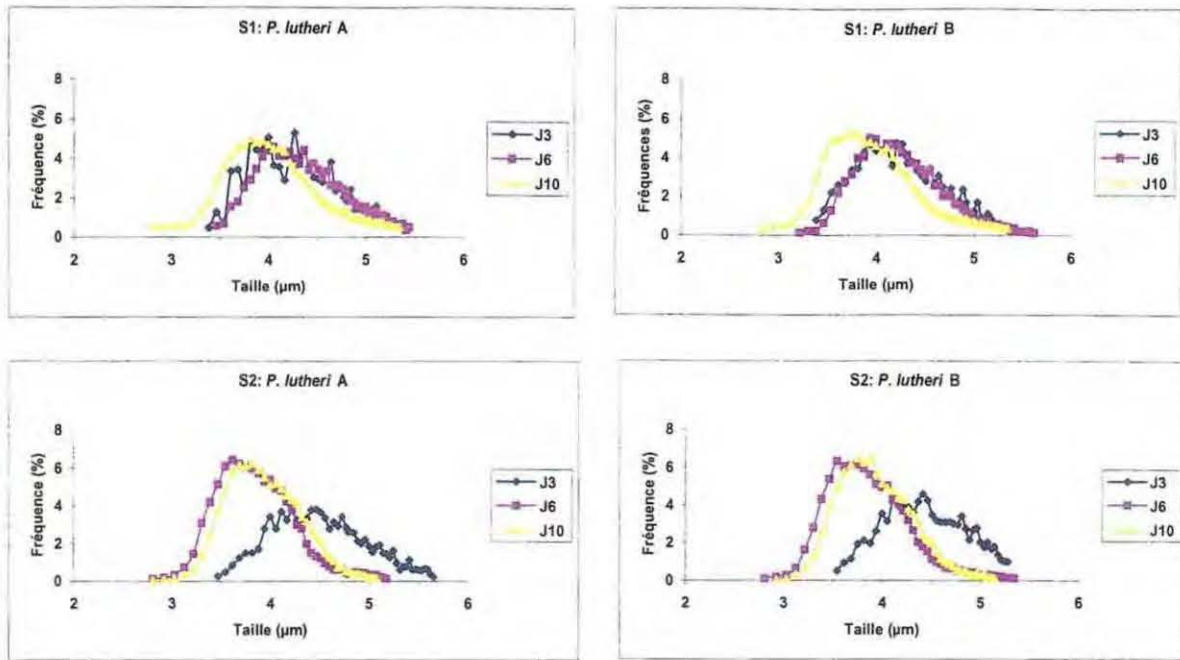 S1: P. lutheri A
8
6
4
2
0
Fréquence (%)
2 3 4 5 6
Taille (µm)
J3
J6
J10
S1: P. lutheri B
8
6
4
2
0
Fréquences (%)
2 3 4 5 6
Taille (µm)
J3
J6
J10
S2: P. lutheri A
8
6
4
2
0
Fréquence (%)
2 3 4 5 6
Taille (µm)
J3
J6
J10
S2: P. lutheri B
8
6
4
2
0
Fréquence (%)
2 3 4 5 6
Taille (µm)
J3
J6
J10